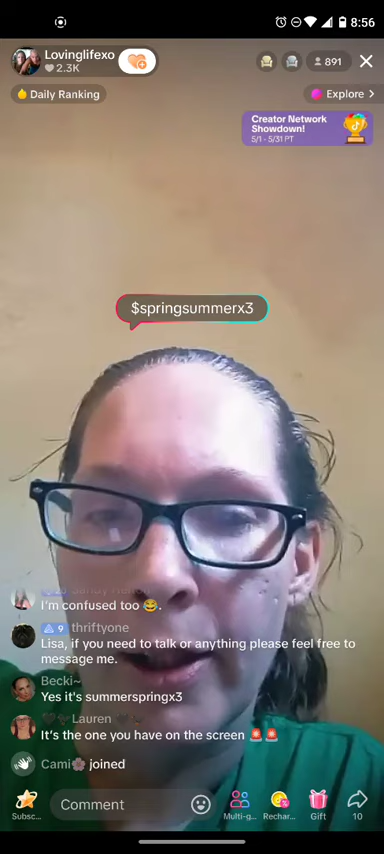 8:56
Lovinglifexo
2.3K
891
Daily Ranking
Explore >
Creator Network
Showdown!
5/1 - 5/31 PT
$springsummerx3
I'm confused too 😂.
9 thriftyone
Lisa, if you need to talk or anything please feel free to
message me.
Becki~
Yes it's summerspringx3
Lauren
It's the one you have on the screen 🚨🚨
Cami🌸 joined
Comment
Subsc...
Multi-g...
Rechar...
Gift
10